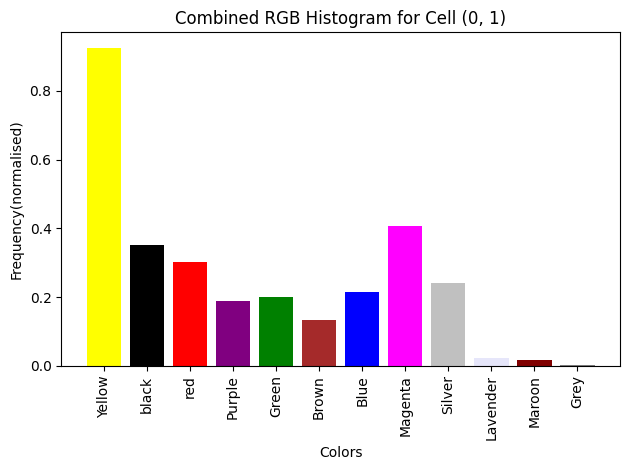 Combined RGB Histogram for Cell (0, 1)
Frequency(normalised)
0.8
0.6
0.4
0.2
0.0
Yellow
black
red
Purple
Green
Brown
Blue
Magenta
Silver
Lavender
Maroon
Grey
Colors